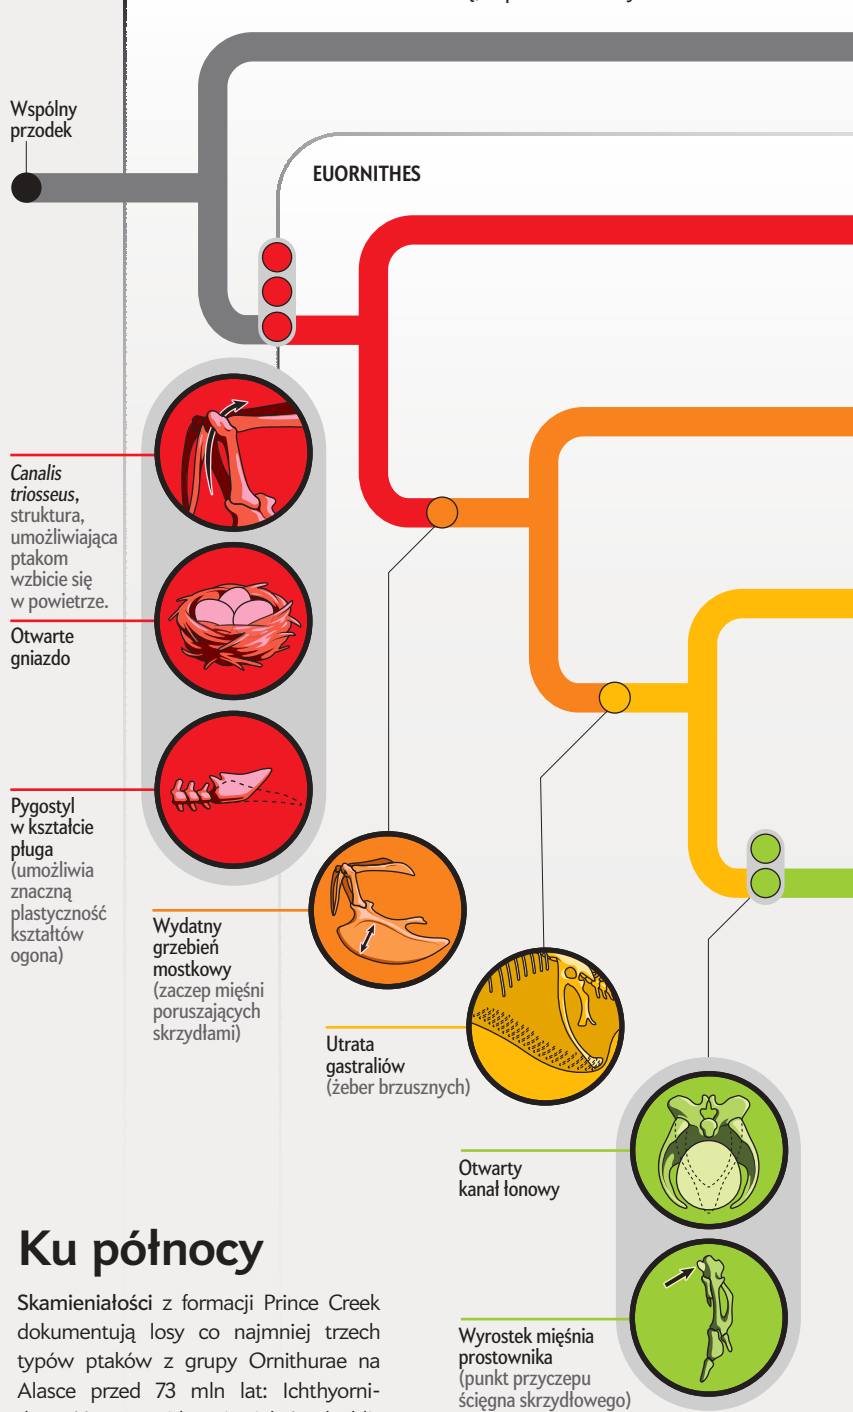 Wspólny
przodek
EUORNITHES
Canalis
triosseus,
struktura,
umożliwiająca
ptakom
wzbicie się
w powietrze.
Otwarte
gniazdo
Pygostyl
w kształcie
pługa
(umożliwia
znaczną
plastyczność
kształtów
ogona)
Wydatny
grzebień
mostkowy
(zaczep mięśni
poruszających
skrzydłami)
Utrata
gastraliów
(żeber brzusznych)
Otwarty
kanał łonowy
Wyrostek mięśnia
prostownika
(punkt przyczepu
ścięgna skrzydłowego)
Ku północy
Skamieniałości z formacji Prince Creek
dokumentują losy co najmniej trzech
typów ptaków z grupy Ornithurae na
Alasce przed 73 mln lat: Ichthyorni-